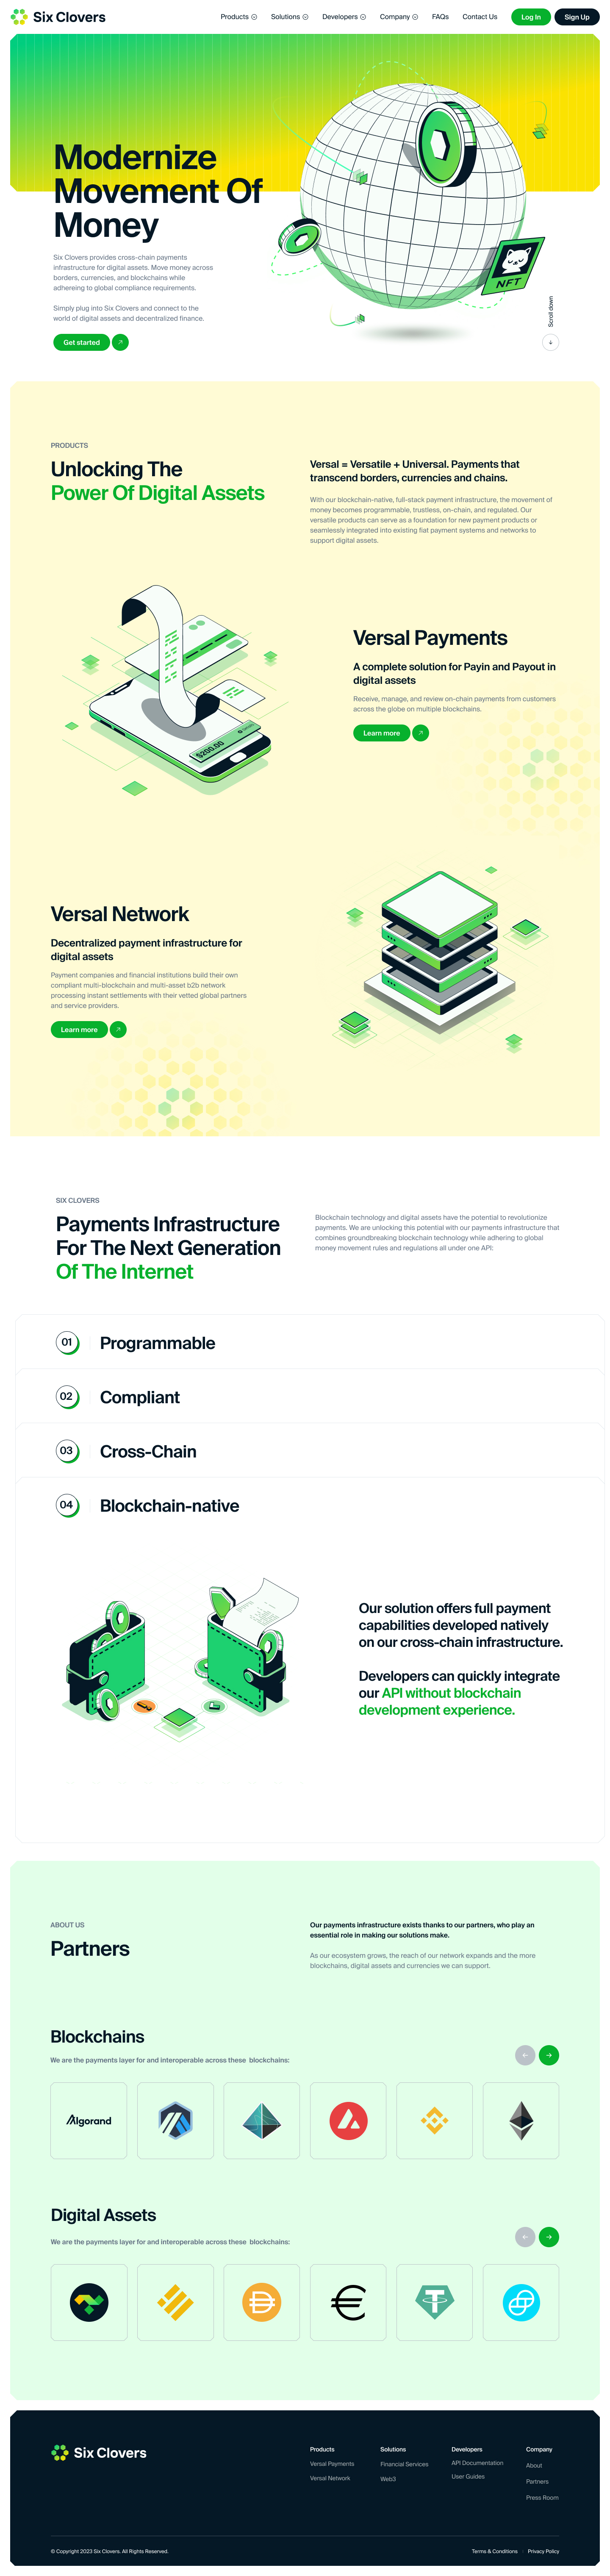 Six Clovers
Products
Solutions
Developers
Company
FAQs
Contact Us
Log In
Sign Up
Modernize
Movement Of
Money
Six Clovers provides cross-chain payments
infrastructure for digital assets. Move money across
borders, currencies, and blockchains while
adhereing to global compliance requirements.
Simply plug into Six Clovers and connect to the
world of digital assets and decentralized finance.
Get started
NFT
Scroll down
PRODUCTS
Unlocking The
Power Of Digital Assets
Versal = Versatile + Universal. Payments that
transcend borders, currencies and chains.
With our blockchain-native, full-stack payment infrastructure, the movement of
money becomes programmable, trustless, on-chain, and regulated. Our
versatile products can serve as a foundation for new payment products or
seamlessly integrated into existing fiat payment systems and networks to
support digital assets.
$200.00
Versal Payments
A complete solution for Payin and Payout in
digital assets
Receive, manage, and review on-chain payments from customers
across the globe on multiple blockchains.
Learn more
Versal Network
Decentralized payment infrastructure for
digital assets
Payment companies and financial institutions build their own
compliant multi-blockchain and multi-asset b2b network
processing instant settlements with their vetted global partners
and service providers.
Learn more
SIX CLOVERS
Payments Infrastructure
For The Next Generation
Of The Internet
Blockchain technology and digital assets have the potential to revolutionize
payments. We are unlocking this potential with our payments infrastructure that
combines groundbreaking blockchain technology while adhering to global
money movement rules and regulations all under one API:
01 Programmable
02 Compliant
03 Cross-Chain
04 Blockchain-native
Our solution offers full payment
capabilities developed natively
on our cross-chain infrastructure.
Developers can quickly integrate
our API without blockchain
development experience.
ABOUT US
Partners
Our payments infrastructure exists thanks to our partners, who play an
essential role in making our solutions make.
As our ecosystem grows, the reach of our network expands and the more
blockchains, digital assets and currencies we can support.
Blockchains
We are the payments layer for and interoperable across these blockchains:
Algorand
Digital Assets
We are the payments layer for and interoperable across these blockchains:
Six Clovers
Products
Versal Payments
Versal Network
Solutions
Financial Services
Web3
Developers
API Documentation
User Guides
Company
About
Partners
Press Room
© Copyright 2023 Six Clovers. All Rights Reserved.
Terms & Conditions
Privacy Policy